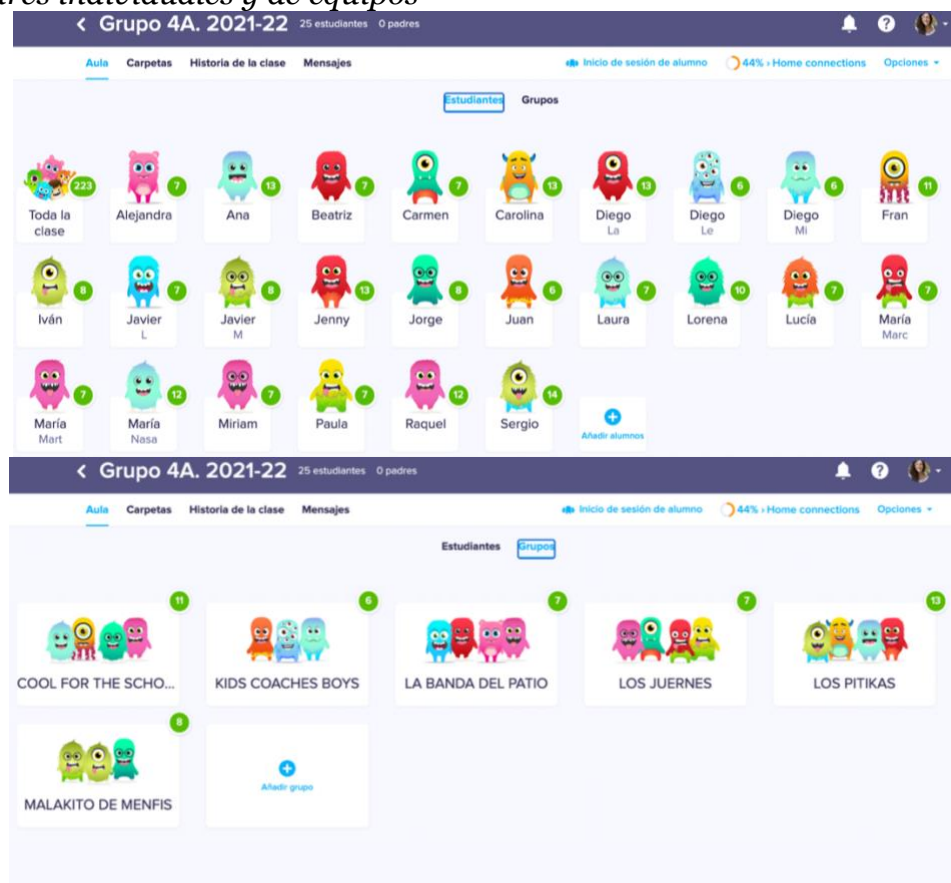 res individuales y de equipos
< Grupo 4A. 2021-22 25 estudiantes 0 padres
Aula Carpetas Historia de la clase Mensajes Inicio de sesión de alumno 44% › Home connections Opciones
Estudiantes Grupos
223 7 13 7 7 13 13 6 6 11
Toda la clase Alejandra Ana Beatriz Carmen Carolina Diego Diego Diego Fran
La Le Mi
8 7 8 13 8 6 7 10 7 7
Iván Javier Javier Jenny Jorge Juan Laura Lorena Lucía María
L M Marc
7 12 7 7 12 14
María María Miriam Paula Raquel Sergio Añadir alumnos
Mart Nasa
< Grupo 4A. 2021-22 25 estudiantes 0 padres
Aula Carpetas Historia de la clase Mensajes Inicio de sesión de alumno 44% › Home connections Opciones
Estudiantes Grupos
11 6 7 7 13
COOL FOR THE SCHO... KIDS COACHES BOYS LA BANDA DEL PATIO LOS JUERNES LOS PITIKAS
8
Añadir grupo
MALAKITO DE MENFIS